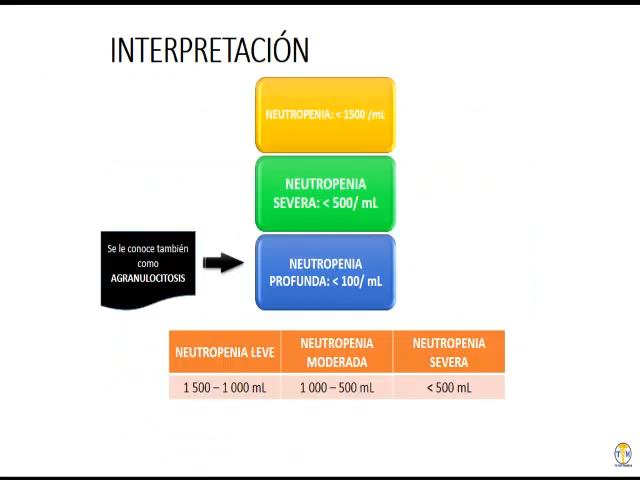 INTERPRETACIÓN
NEUTROPENIA: < 1500 /mL
NEUTROPENIA
SEVERA: < 500/ mL
Se le conoce también
como
AGRANULOCITOSIS
NEUTROPENIA
PROFUNDA: < 100/ mL
NEUTROPENIA LEVE
NEUTROPENIA
MODERADA
NEUTROPENIA
SEVERA
1 500 – 1 000 mL
1 000 – 500 mL
< 500 mL